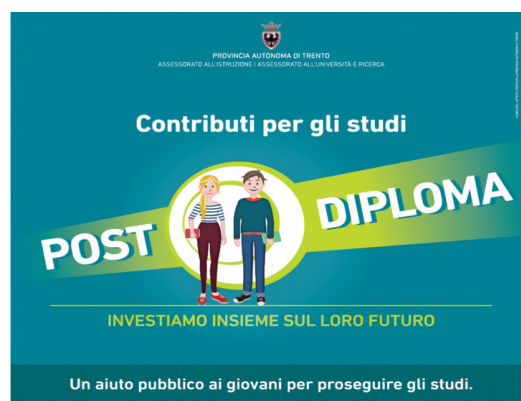 PROVINCIA AUTONOMA DI TRENTO
ASSESSORATO ALL'ISTRUZIONE | ASSESSORATO ALL'UNIVERSITÀ E RICERCA
Contributi per gli studi
POST DIPLOMA
INVESTIAMO INSIEME SUL LORO FUTURO
Un aiuto pubblico ai giovani per proseguire gli studi.